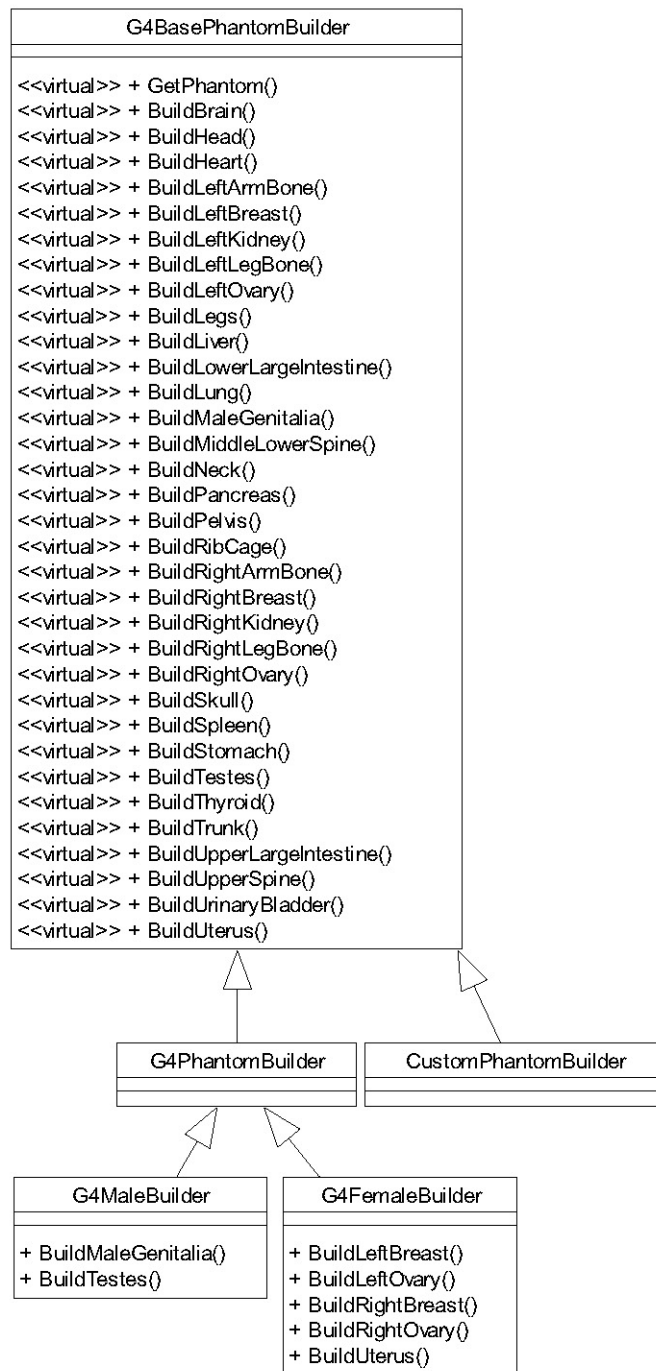 G4BasePhantomBuilder
<<virtual>> + GetPhantom()
<<virtual>> + BuildBrain()
<<virtual>> + BuildHead()
<<virtual>> + BuildHeart()
<<virtual>> + BuildLeftArmBone()
<<virtual>> + BuildLeftBreast()
<<virtual>> + BuildLeftKidney()
<<virtual>> + BuildLeftLegBone()
<<virtual>> + BuildLeftOvary()
<<virtual>> + BuildLegs()
<<virtual>> + BuildLiver()
<<virtual>> + BuildLowerLargeIntestine()
<<virtual>> + BuildLung()
<<virtual>> + BuildMaleGenitalia()
<<virtual>> + BuildMiddleLowerSpine()
<<virtual>> + BuildNeck()
<<virtual>> + BuildPancreas()
<<virtual>> + BuildPelvis()
<<virtual>> + BuildRibCage()
<<virtual>> + BuildRightArmBone()
<<virtual>> + BuildRightBreast()
<<virtual>> + BuildRightKidney()
<<virtual>> + BuildRightLegBone()
<<virtual>> + BuildRightOvary()
<<virtual>> + BuildSkull()
<<virtual>> + BuildSpleen()
<<virtual>> + BuildStomach()
<<virtual>> + BuildTestes()
<<virtual>> + BuildThyroid()
<<virtual>> + BuildTrunk()
<<virtual>> + BuildUpperLargeIntestine()
<<virtual>> + BuildUpperSpine()
<<virtual>> + BuildUrinaryBladder()
<<virtual>> + BuildUterus()
G4PhantomBuilder
CustomPhantomBuilder
G4MaleBuilder
+ BuildMaleGenitalia()
+ BuildTestes()
G4FemaleBuilder
+ BuildLeftBreast()
+ BuildLeftOvary()
+ BuildRightBreast()
+ BuildRightOvary()
+ BuildUterus()